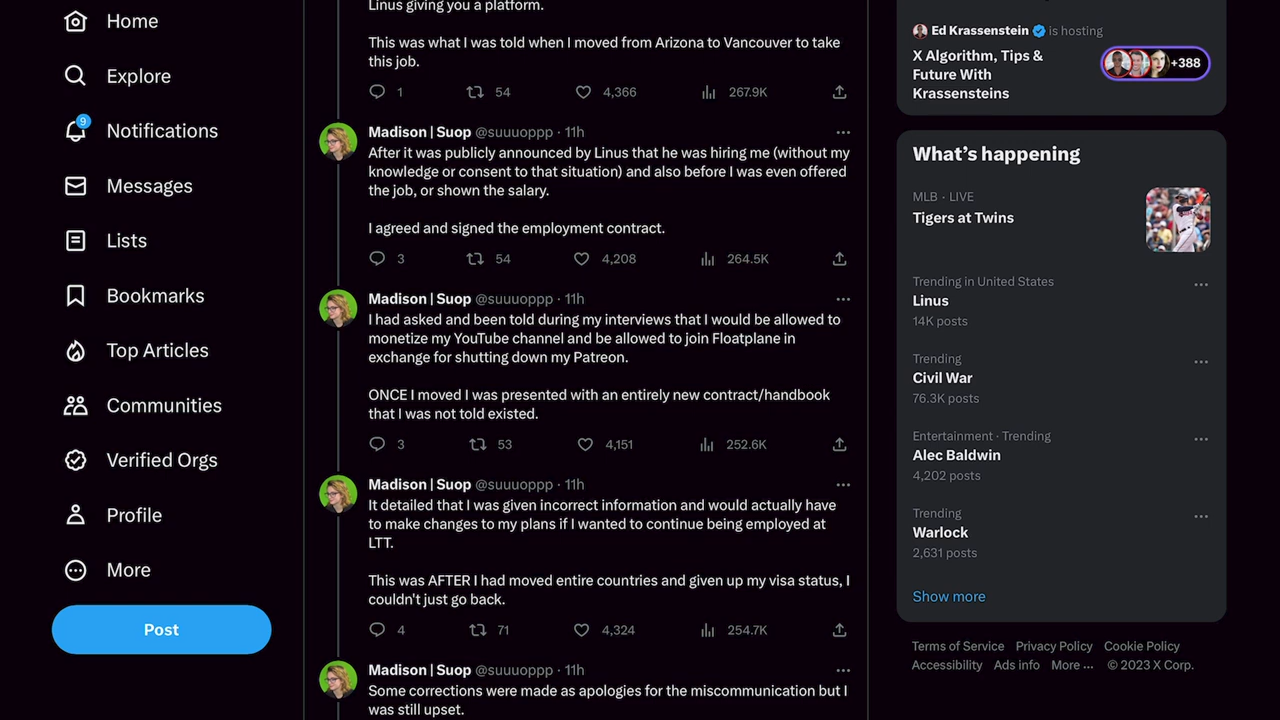 Home
Explore
9
Notifications
Messages
Lists
Bookmarks
Top Articles
Communities
Verified Orgs
Profile
More
Post
Linus giving you a platform.
This was what I was told when I moved from Arizona to Vancouver to take
this job.
1 54 4,366 267.9K
Madison | Suop @suuuoppp · 11h
After it was publicly announced by Linus that he was hiring me (without my
knowledge or consent to that situation) and also before I was even offered
the job, or shown the salary.
I agreed and signed the employment contract.
3 54 4,208 264.5K
Madison | Suop @suuuoppp · 11h
I had asked and been told during my interviews that I would be allowed to
monetize my YouTube channel and be allowed to join Floatplane in
exchange for shutting down my Patreon.
ONCE I moved I was presented with an entirely new contract/handbook
that I was not told existed.
3 53 4,151 252.6K
Madison | Suop @suuuoppp · 11h
It detailed that I was given incorrect information and would actually have
to make changes to my plans if I wanted to continue being employed at
LTT.
This was AFTER I had moved entire countries and given up my visa status, I
couldn't just go back.
4 71 4,324 254.7K
Madison | Suop @suuuoppp · 11h
Some corrections were made as apologies for the miscommunication but I
was still upset.
Ed Krassenstein is hosting
X Algorithm, Tips &
Future With
Krassensteins
+388
What's happening
MLB · LIVE
Tigers at Twins
Trending in United States
Linus
14K posts
Trending
Civil War
76.3K posts
Entertainment · Trending
Alec Baldwin
4,202 posts
Trending
Warlock
2,631 posts
Show more
Terms of Service Privacy Policy Cookie Policy
Accessibility Ads info More ··· © 2023 X Corp.